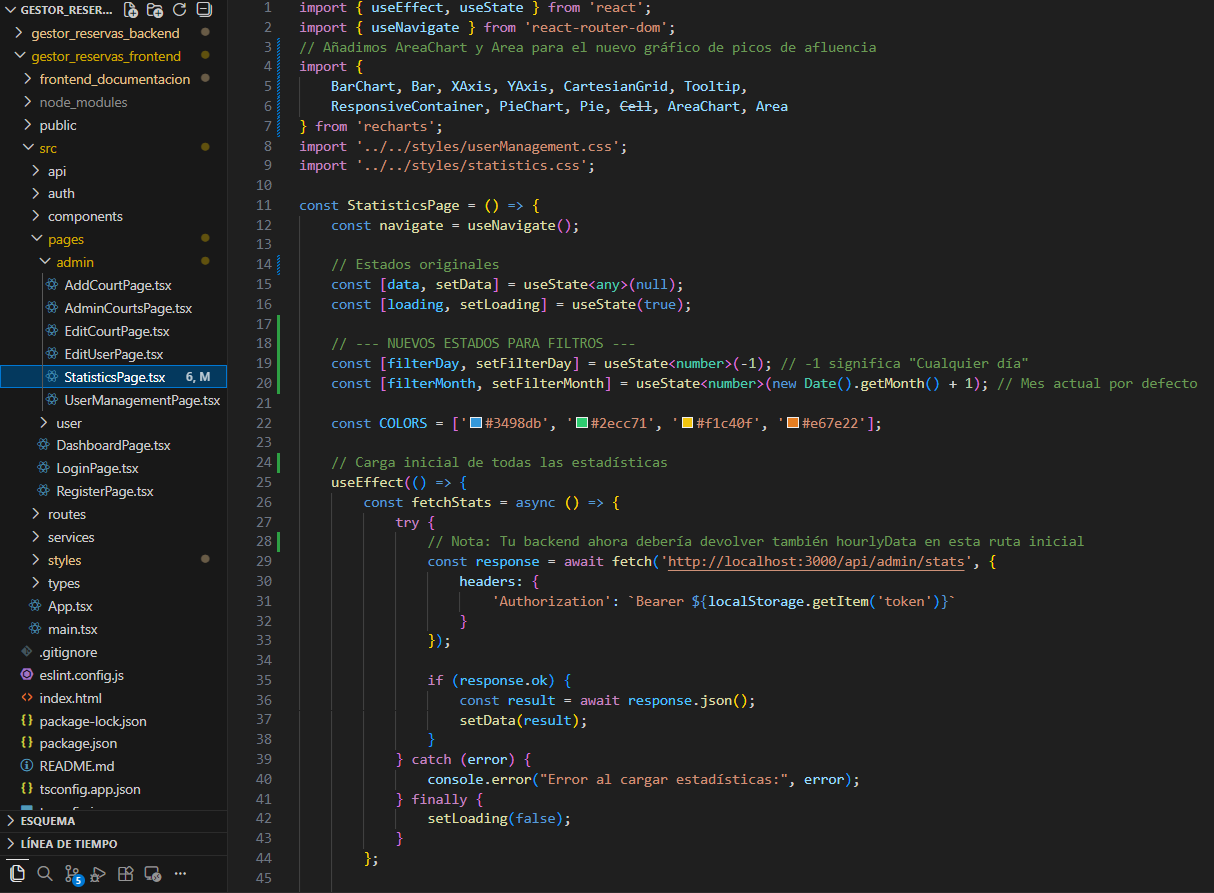 GESTOR_RESER...
gestor_reservas_backend
gestor_reservas_frontend
frontend_documentacion
node_modules
public
src
api
auth
components
pages
admin
AddCourtPage.tsx
AdminCourtsPage.tsx
EditCourtPage.tsx
EditUserPage.tsx
StatisticsPage.tsx 6, M
UserManagementPage.tsx
user
DashboardPage.tsx
LoginPage.tsx
RegisterPage.tsx
routes
services
styles
types
App.tsx
main.tsx
.gitignore
eslint.config.js
index.html
package-lock.json
package.json
README.md
tsconfig.app.json
ESQUEMA
LÍNEA DE TIEMPO
5
1 import { useEffect, useState } from 'react';
2 import { useNavigate } from 'react-router-dom';
3 // Añadimos AreaChart y Area para el nuevo gráfico de picos de afluencia
4 import {
5     BarChart, Bar, XAxis, YAxis, CartesianGrid, Tooltip,
6     ResponsiveContainer, PieChart, Pie, Cell, AreaChart, Area
7 } from 'recharts';
8 import '../../styles/userManagement.css';
9 import '../../styles/statistics.css';
10
11 const StatisticsPage = () => {
12     const navigate = useNavigate();
13
14     // Estados originales
15     const [data, setData] = useState<any>(null);
16     const [loading, setLoading] = useState(true);
17
18     // --- NUEVOS ESTADOS PARA FILTROS ---
19     const [filterDay, setFilterDay] = useState<number>(-1); // -1 significa "Cualquier día"
20     const [filterMonth, setFilterMonth] = useState<number>(new Date().getMonth() + 1); // Mes actual por defecto
21
22     const COLORS = ['#3498db', '#2ecc71', '#f1c40f', '#e67e22'];
23
24     // Carga inicial de todas las estadísticas
25     useEffect(() => {
26         const fetchStats = async () => {
27             try {
28                 // Nota: Tu backend ahora debería devolver también hourlyData en esta ruta inicial
29                 const response = await fetch('http://localhost:3000/api/admin/stats', {
30                     headers: {
31                         'Authorization': `Bearer ${localStorage.getItem('token')}`
32                     }
33                 });
34
35                 if (response.ok) {
36                     const result = await response.json();
37                     setData(result);
38                 }
39             } catch (error) {
40                 console.error("Error al cargar estadísticas:", error);
41             } finally {
42                 setLoading(false);
43             }
44         };
45